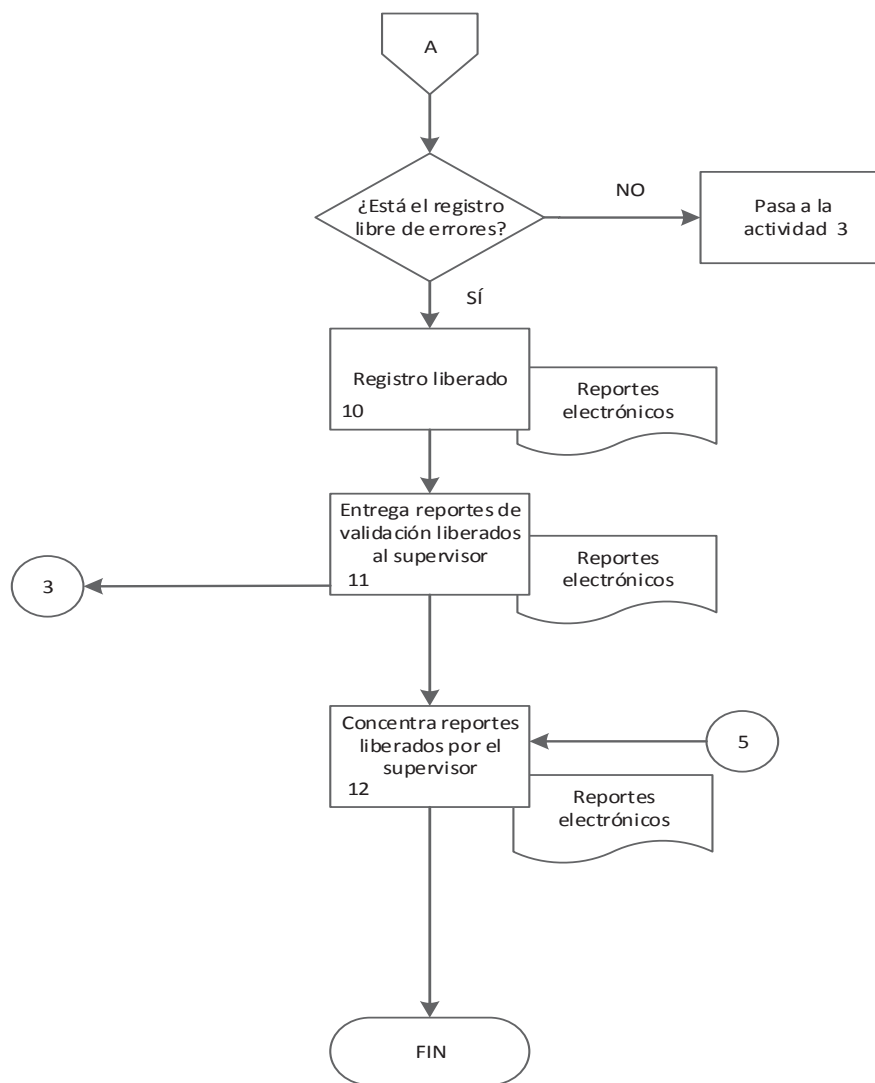 A
¿Está el registro
libre de errores?
NO
Pasa a la
actividad 3
SÍ
Registro liberado
10
Reportes
electrónicos
Entrega reportes de
validación liberados
al supervisor
11
Reportes
electrónicos
3
Concentra reportes
liberados por el
supervisor
12
5
Reportes
electrónicos
FIN